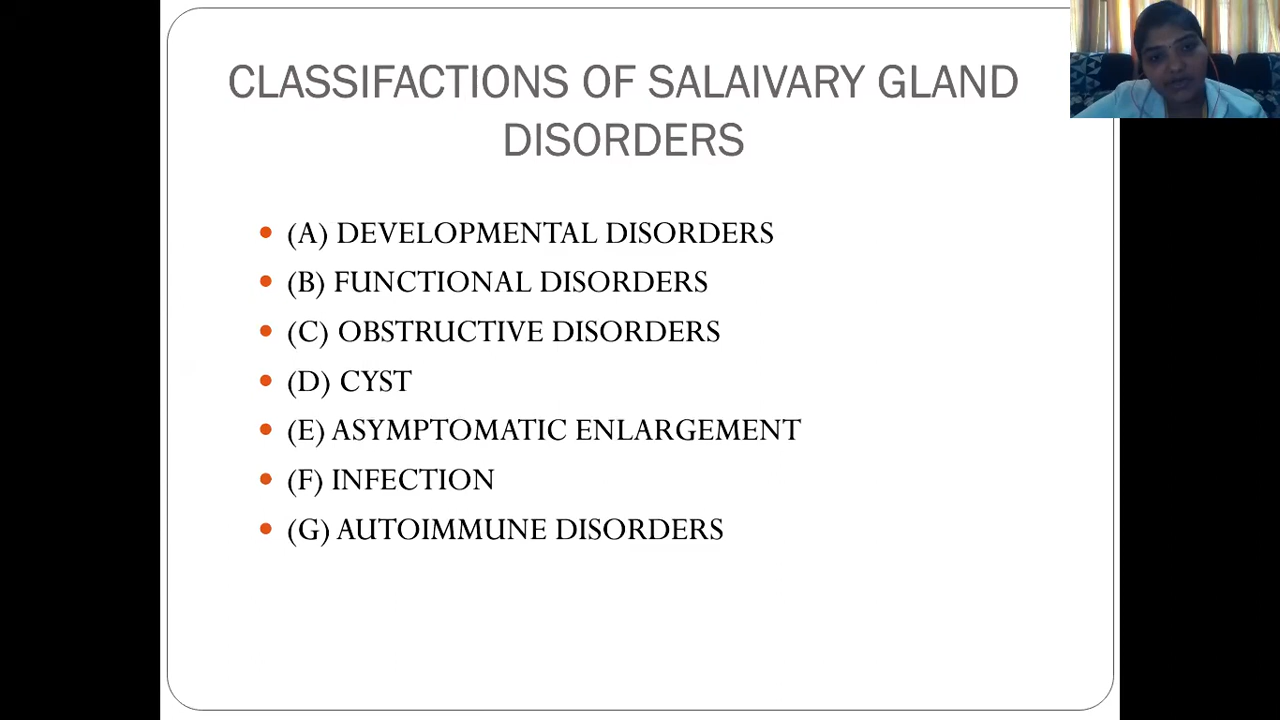 CLASSIFACTIONS OF SALAIVARY GLAND
DISORDERS
• (A) DEVELOPMENTAL DISORDERS
• (B) FUNCTIONAL DISORDERS
• (C) OBSTRUCTIVE DISORDERS
• (D) CYST
• (E) ASYMPTOMATIC ENLARGEMENT
• (F) INFECTION
• (G) AUTOIMMUNE DISORDERS